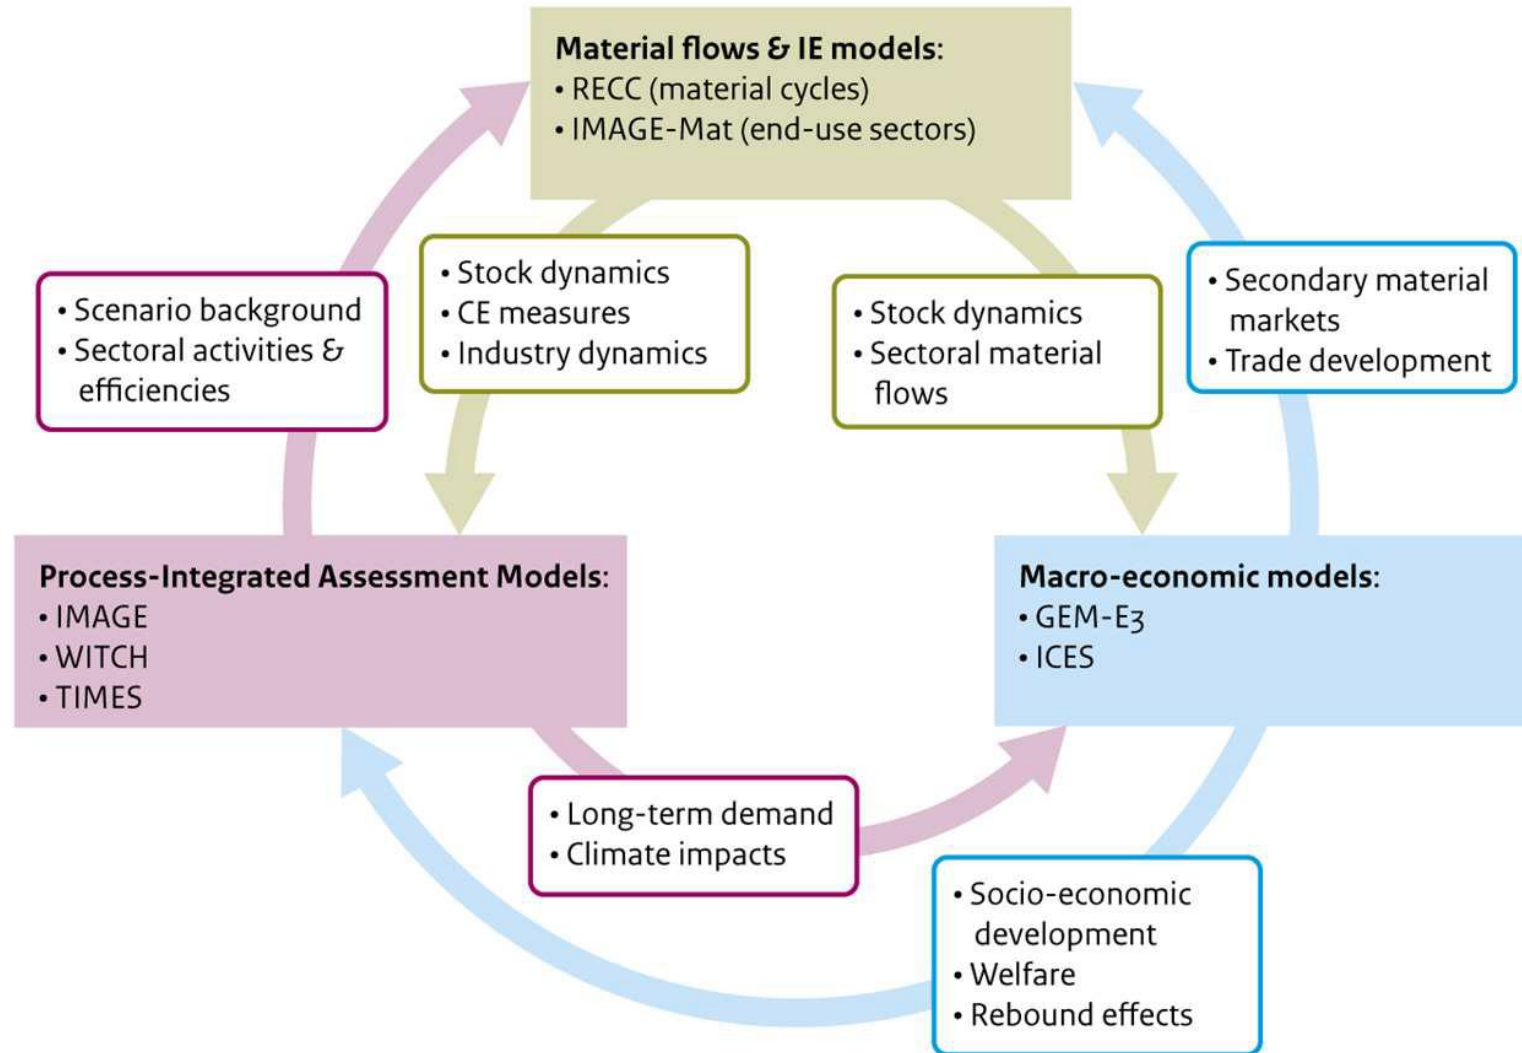 Material flows & IE models:
• RECC (material cycles)
• IMAGE-Mat (end-use sectors)
• Scenario background
• Sectoral activities &
efficiencies
• Stock dynamics
• CE measures
• Industry dynamics
• Stock dynamics
• Sectoral material
flows
• Secondary material
markets
• Trade development
Process-Integrated Assessment Models:
• IMAGE
• WITCH
• TIMES
Macro-economic models:
• GEM-E3
• ICES
• Long-term demand
• Climate impacts
• Socio-economic
development
• Welfare
• Rebound effects